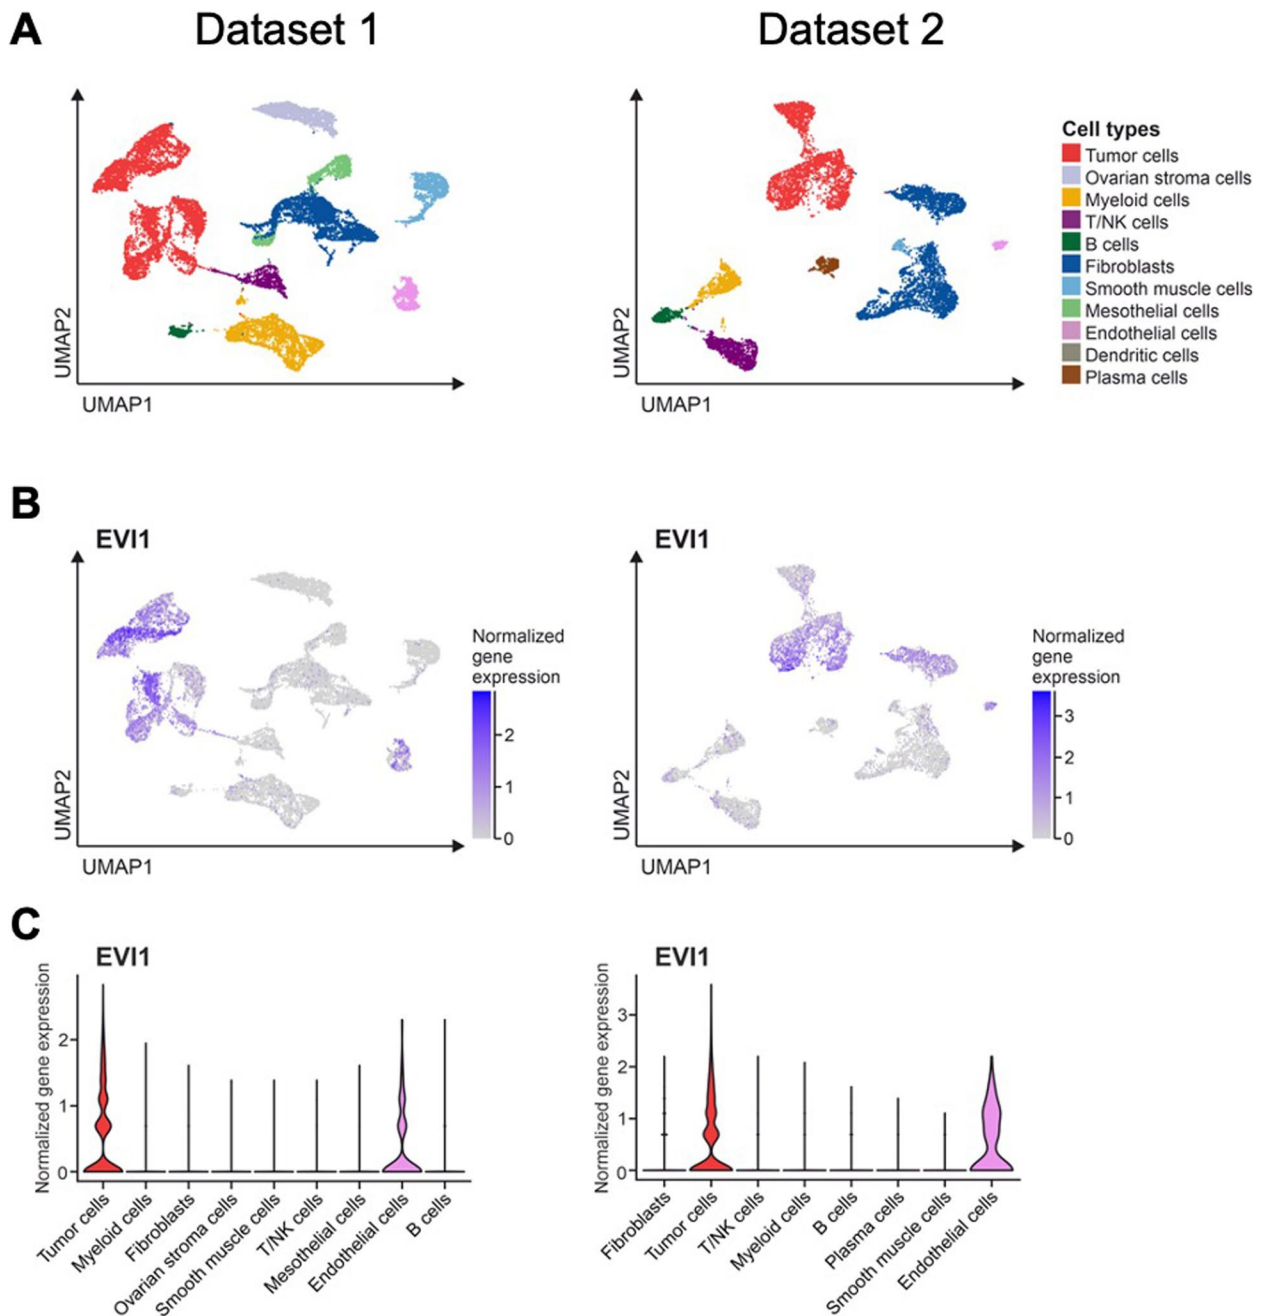 A
Dataset 1
Dataset 2
UMAP2
UMAP1
UMAP2
UMAP1
Cell types
Tumor cells
Ovarian stroma cells
Myeloid cells
T/NK cells
B cells
Fibroblasts
Smooth muscle cells
Mesothelial cells
Endothelial cells
Dendritic cells
Plasma cells
B
EVI1
UMAP2
UMAP1
Normalized
gene
expression
2
1
0
EVI1
UMAP2
UMAP1
Normalized
gene
expression
3
2
1
0
C
EVI1
Normalized gene expression
2
1
0
Tumor cells
Myeloid cells
Fibroblasts
Ovarian stroma cells
Smooth muscle cells
T/NK cells
Mesothelial cells
Endothelial cells
B cells
EVI1
Normalized gene expression
3
2
1
0
Fibroblasts
Tumor cells
T/NK cells
Myeloid cells
B cells
Plasma cells
Smooth muscle cells
Endothelial cells